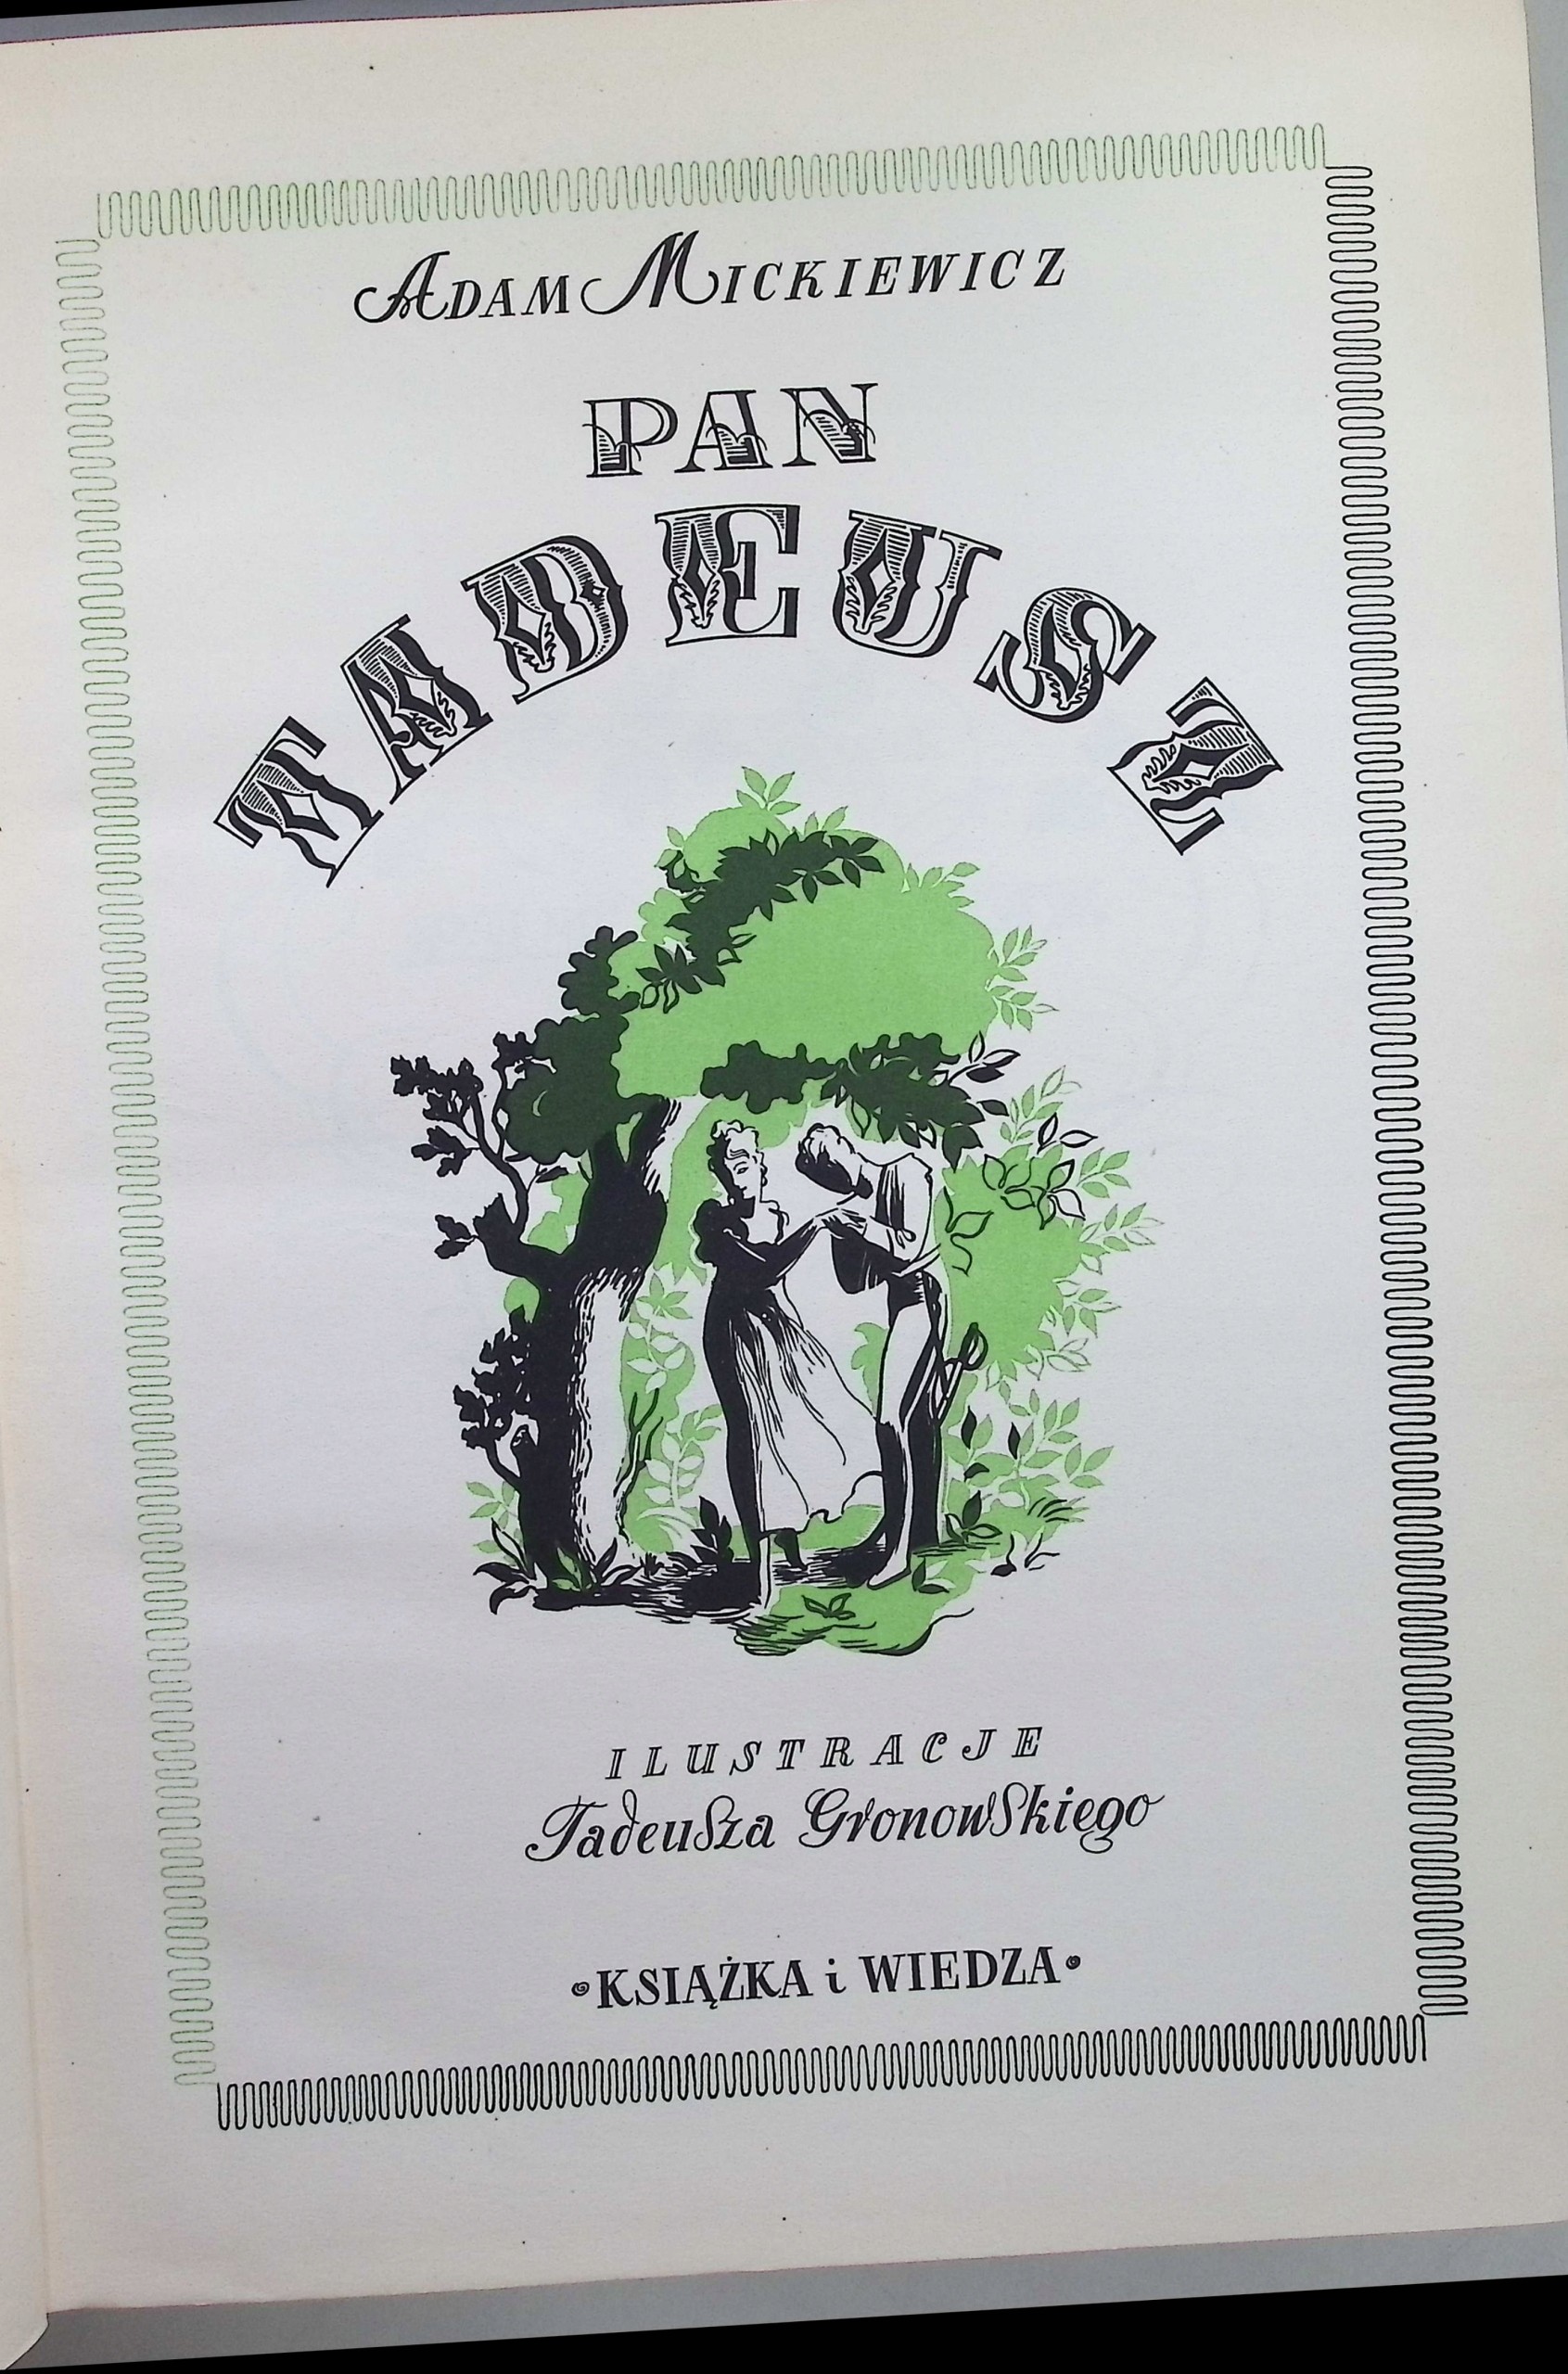 ADAM MICKIEWICZ
PAN
TADEUSZ
ILUSTRACJE
Tadeusza Gronowskiego
•KSIĄŻKA i WIEDZA•